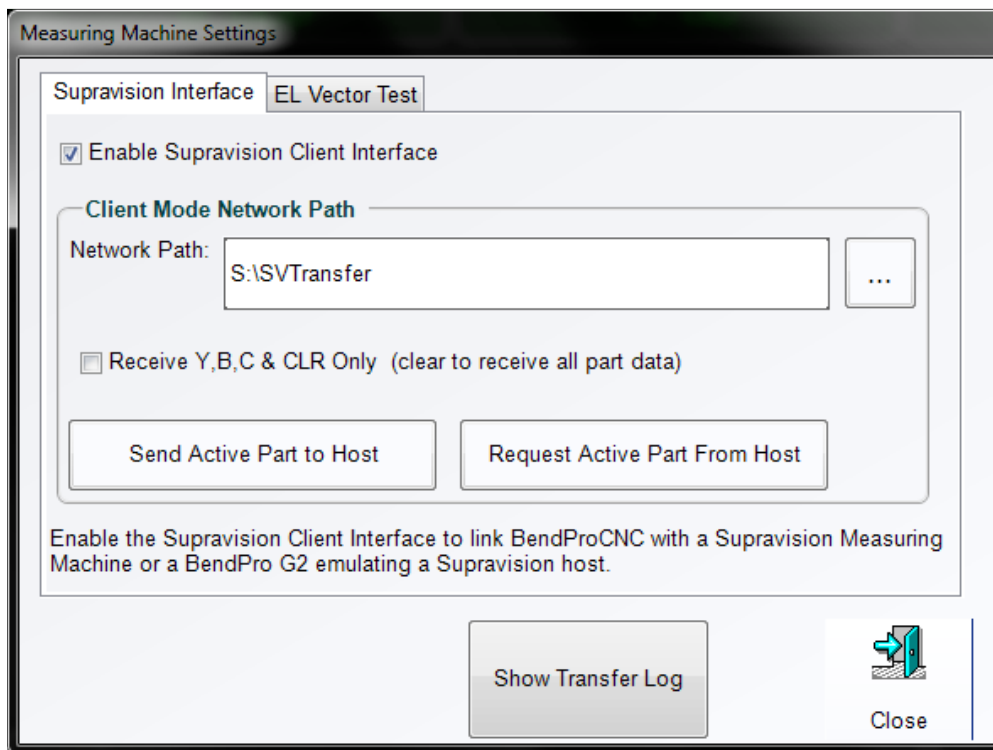 Measuring Machine Settings
Supravision Interface
EL Vector Test
Enable Supravision Client Interface
Client Mode Network Path
Network Path:
S:\SVTransfer
...
Receive Y,B,C & CLR Only (clear to receive all part data)
Send Active Part to Host
Request Active Part From Host
Enable the Supravision Client Interface to link BendProCNC with a Supravision Measuring
Machine or a BendPro G2 emulating a Supravision host.
Show Transfer Log
Close